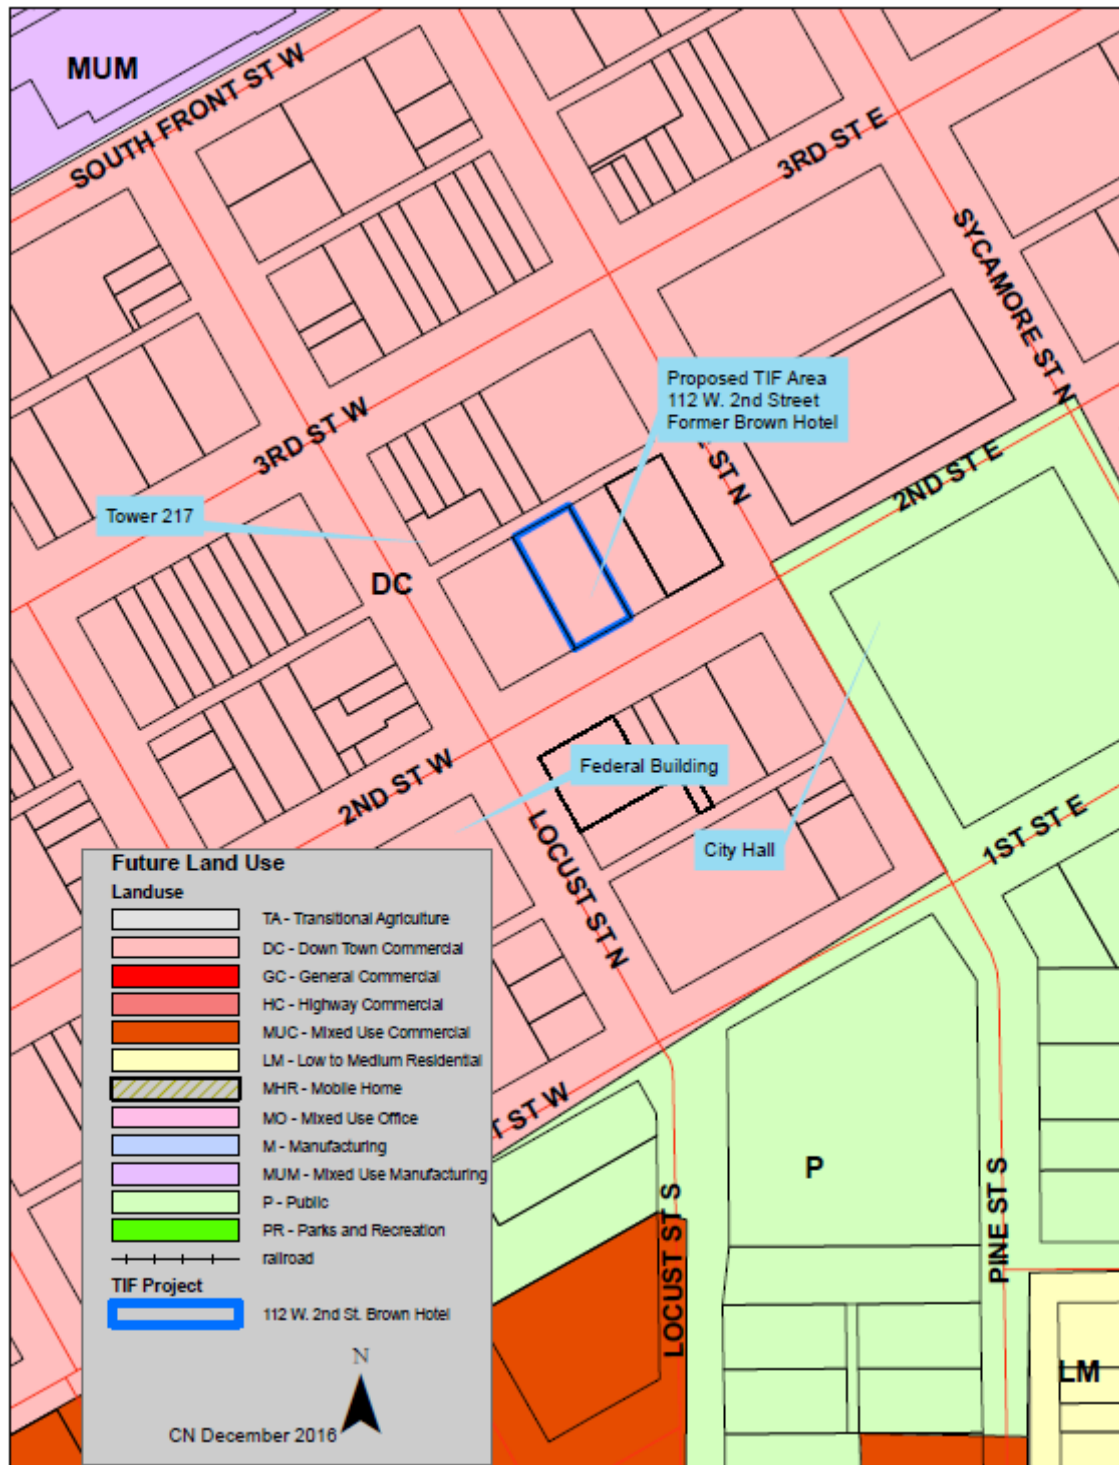 MUM
SOUTH FRONT ST W
3RD ST E
SYCAMORE ST N
Proposed TIF Area
112 W. 2nd Street
Former Brown Hotel
3RD ST W
ST N
2ND ST E
Tower 217
DC
2ND ST W
Federal Building
LOCUST ST N
City Hall
1ST ST E
Future Land Use
Landuse
TA - Transitional Agriculture
DC - Down Town Commercial
GC - General Commercial
HC - Highway Commercial
MUC - Mixed Use Commercial
LM - Low to Medium Residential
MHR - Mobile Home
MO - Mixed Use Office
M - Manufacturing
MUM - Mixed Use Manufacturing
P - Public
PR - Parks and Recreation
railroad
TIF Project
112 W. 2nd St. Brown Hotel
N
CN December 2016
T ST W
P
LOCUST ST S
PINE ST S
LM